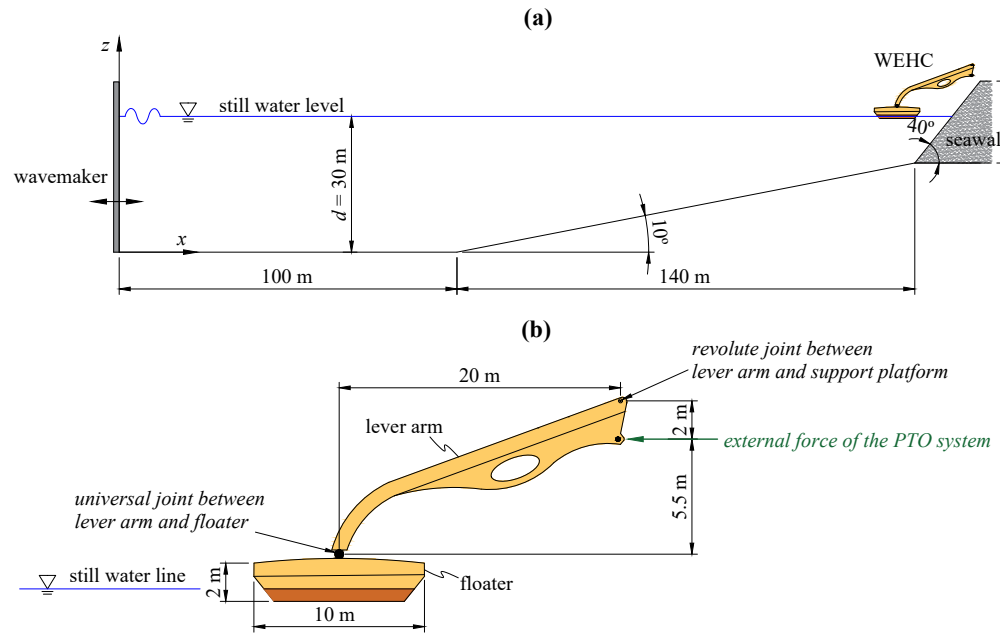 (a)
z
WEHC
still water level
40º
seawal
wavemaker
d = 30 m
10º
x
100 m
140 m
(b)
revolute joint between
lever arm and support platform
20 m
2 m
lever arm
external force of the PTO system
5.5 m
universal joint between
lever arm and floater
still water line
2 m
floater
10 m